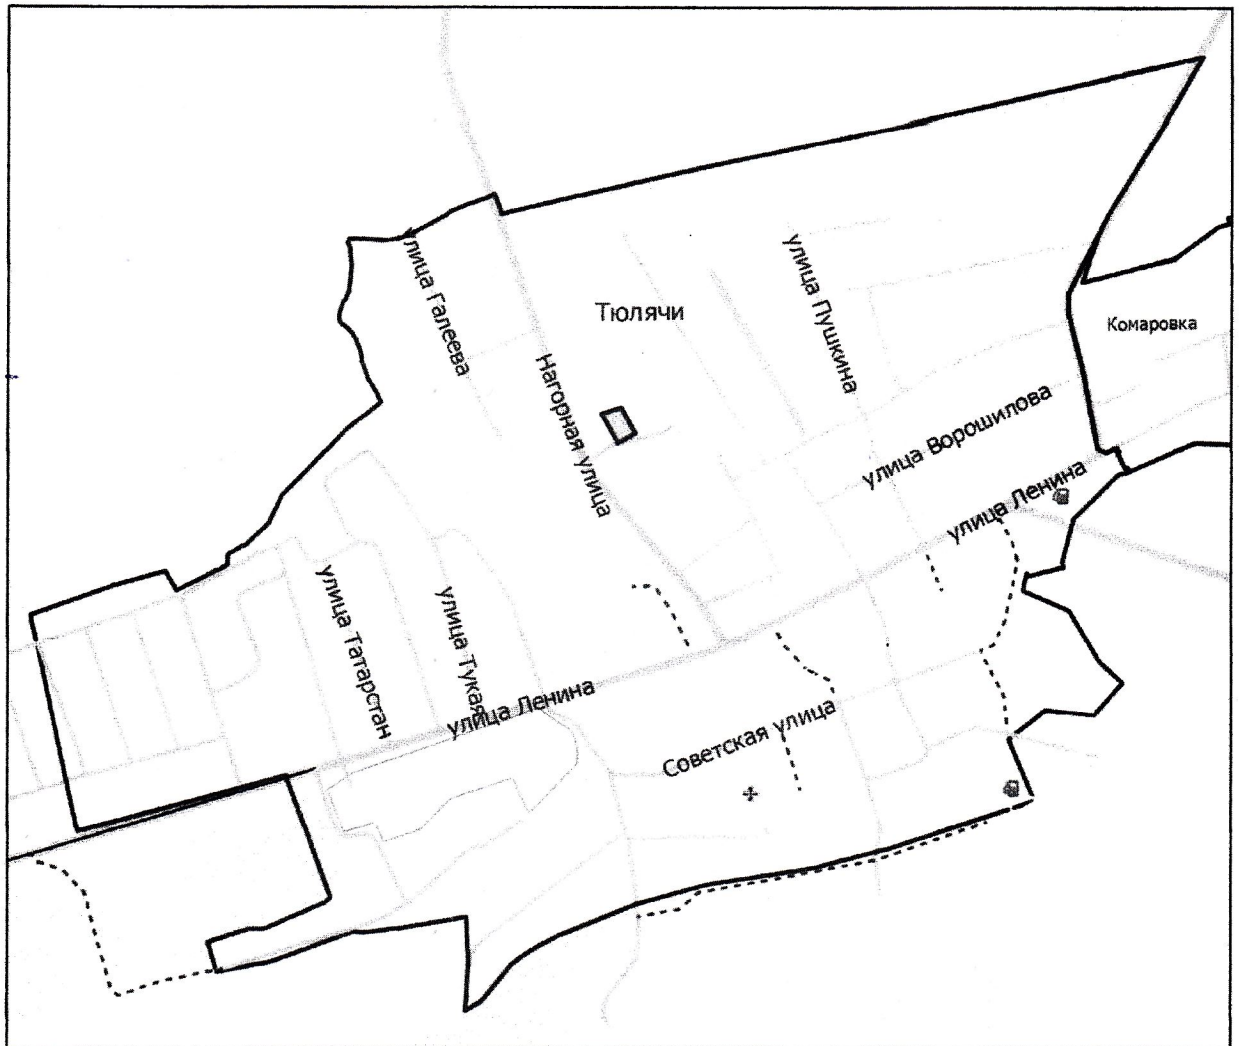 улица Галеева
Тюлячи
улица Пушкина
Комаровка
Нагорная улица
улица Ворошилова
улица Ленина
улица Татарстан
улица Тукая
улица Ленина
Советская улица